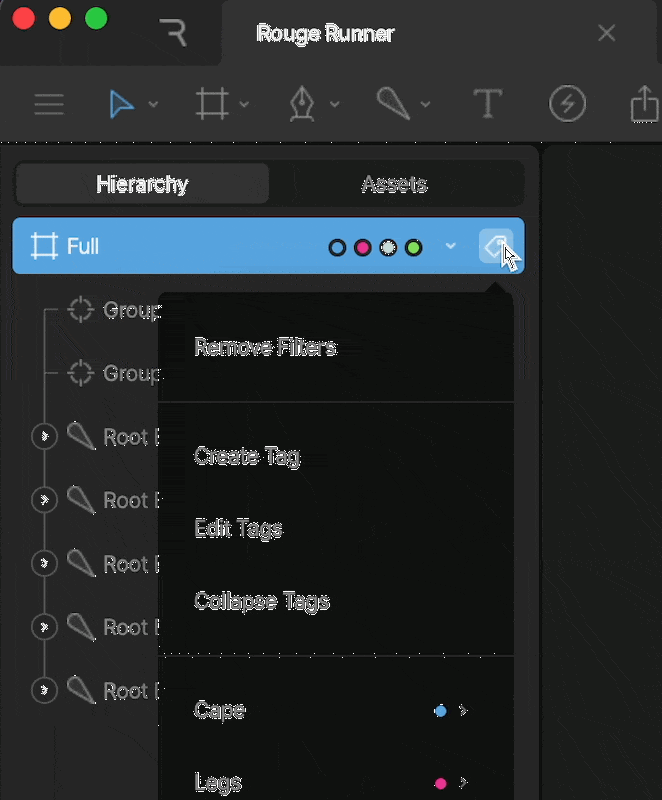 Rouge Runner
Hierarchy
Assets
Full
Group
Group
Root
Root
Root
Root
Root
Remove Filters
Create Tag
Edit Tags
Collapse Tags
Cape
Legs